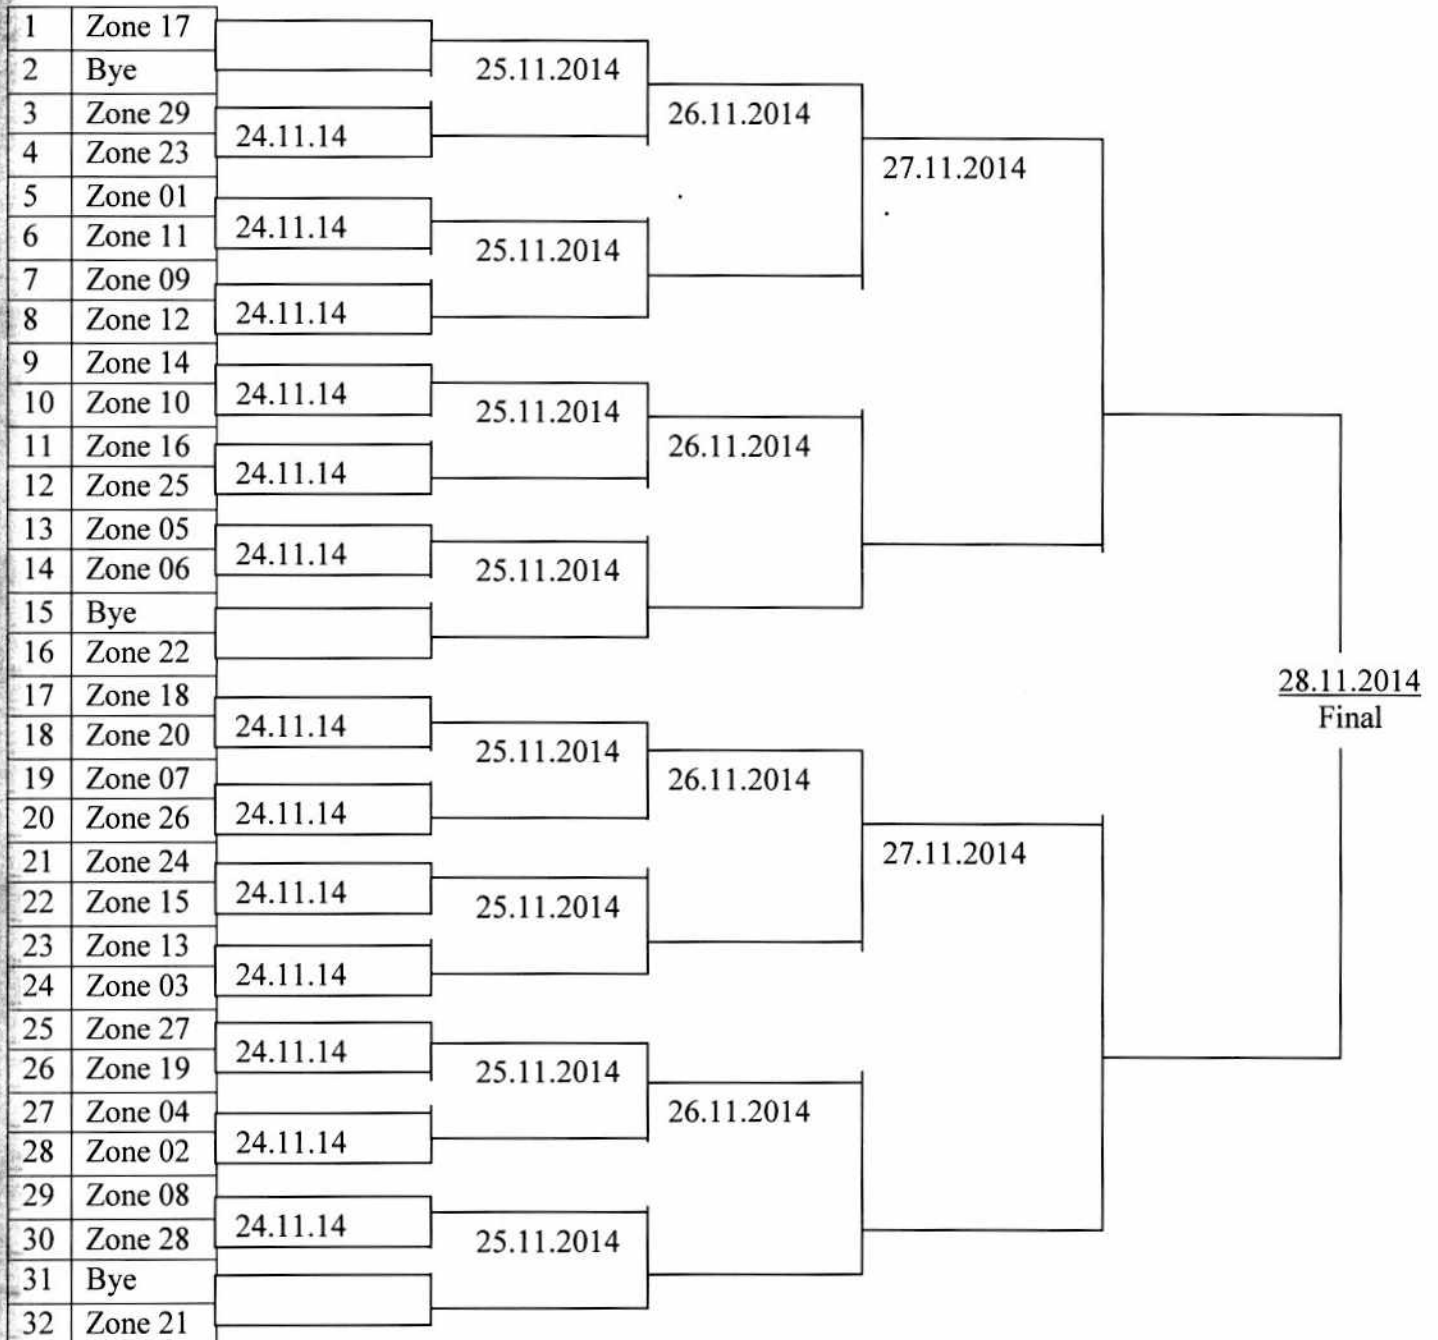 1 Zone 17
2 Bye
25.11.2014
3 Zone 29
26.11.2014
24.11.14
4 Zone 23
27.11.2014
5 Zone 01
24.11.14
6 Zone 11
25.11.2014
7 Zone 09
24.11.14
8 Zone 12
9 Zone 14
24.11.14
10 Zone 10
25.11.2014
11 Zone 16
26.11.2014
24.11.14
12 Zone 25
13 Zone 05
24.11.14
14 Zone 06
25.11.2014
15 Bye
16 Zone 22
28.11.2014
17 Zone 18
Final
24.11.14
18 Zone 20
25.11.2014
19 Zone 07
26.11.2014
24.11.14
20 Zone 26
27.11.2014
21 Zone 24
24.11.14
22 Zone 15
25.11.2014
23 Zone 13
24.11.14
24 Zone 03
25 Zone 27
24.11.14
26 Zone 19
25.11.2014
27 Zone 04
26.11.2014
24.11.14
28 Zone 02
29 Zone 08
24.11.14
30 Zone 28
25.11.2014
31 Bye
32 Zone 21